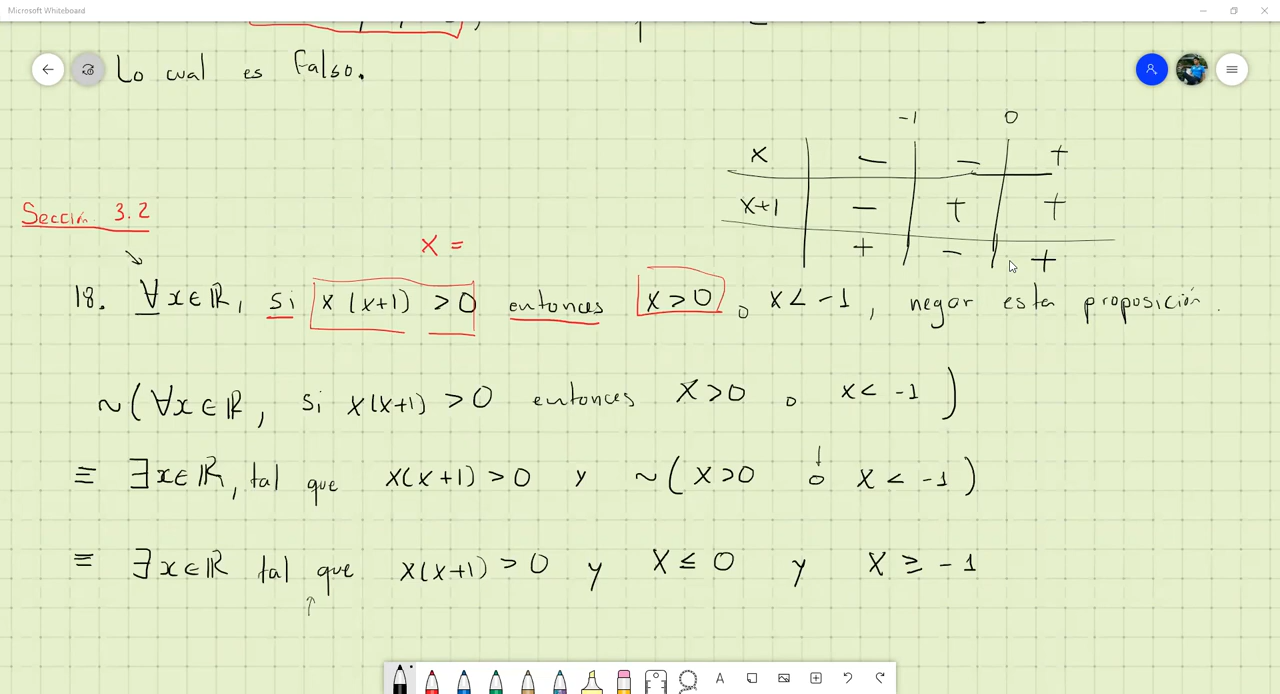 Microsoft Whiteboard
Lo cual es Falso.
-1 0
x − − +
x+1 − + +
+ − +
Sección 3.2
x =
18. ∀x∈ℝ, si x(x+1) >0 entonces x>0 o x<-1, negar esta proposición.
~(∀x∈ℝ, si x(x+1) >0 entonces x>0 o x<-1)
≡ ∃x∈ℝ, tal que x(x+1)>0 y ~(x>0 o x<-1)
≡ ∃x∈ℝ tal que x(x+1)>0 y x≤0 y x≥-1
A